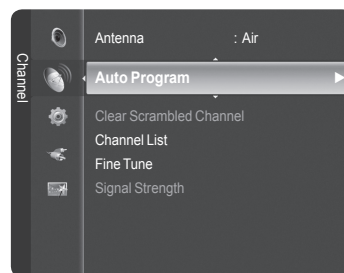 Channel
Antenna : Air
Auto Program
Clear Scrambled Channel
Channel List
Fine Tune
Signal Strength